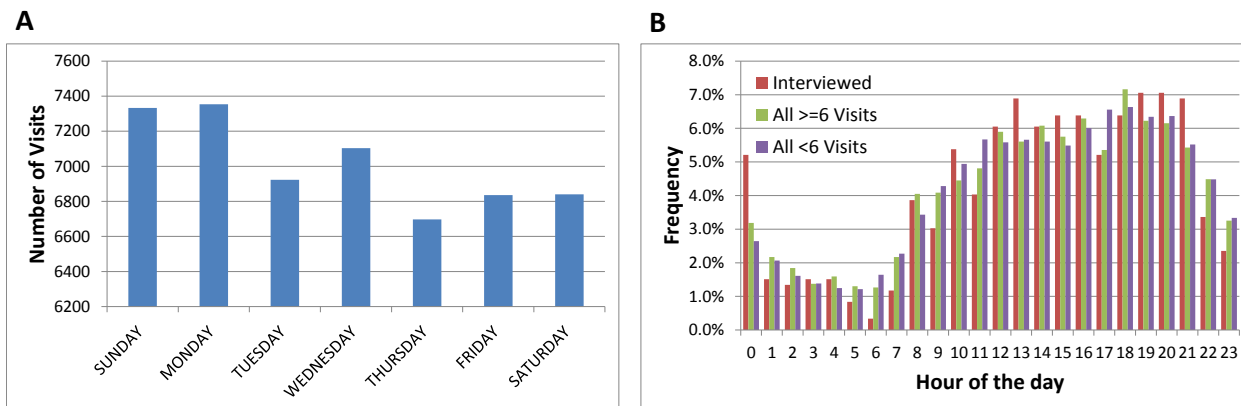 A
Number of Visits
7600
7400
7200
7000
6800
6600
6400
6200
SUNDAY
MONDAY
TUESDAY
WEDNESDAY
THURSDAY
FRIDAY
SATURDAY
B
Frequency
8.0%
7.0%
6.0%
5.0%
4.0%
3.0%
2.0%
1.0%
0.0%
Interviewed
All >=6 Visits
All <6 Visits
0 1 2 3 4 5 6 7 8 9 10 11 12 13 14 15 16 17 18 19 20 21 22 23
Hour of the day